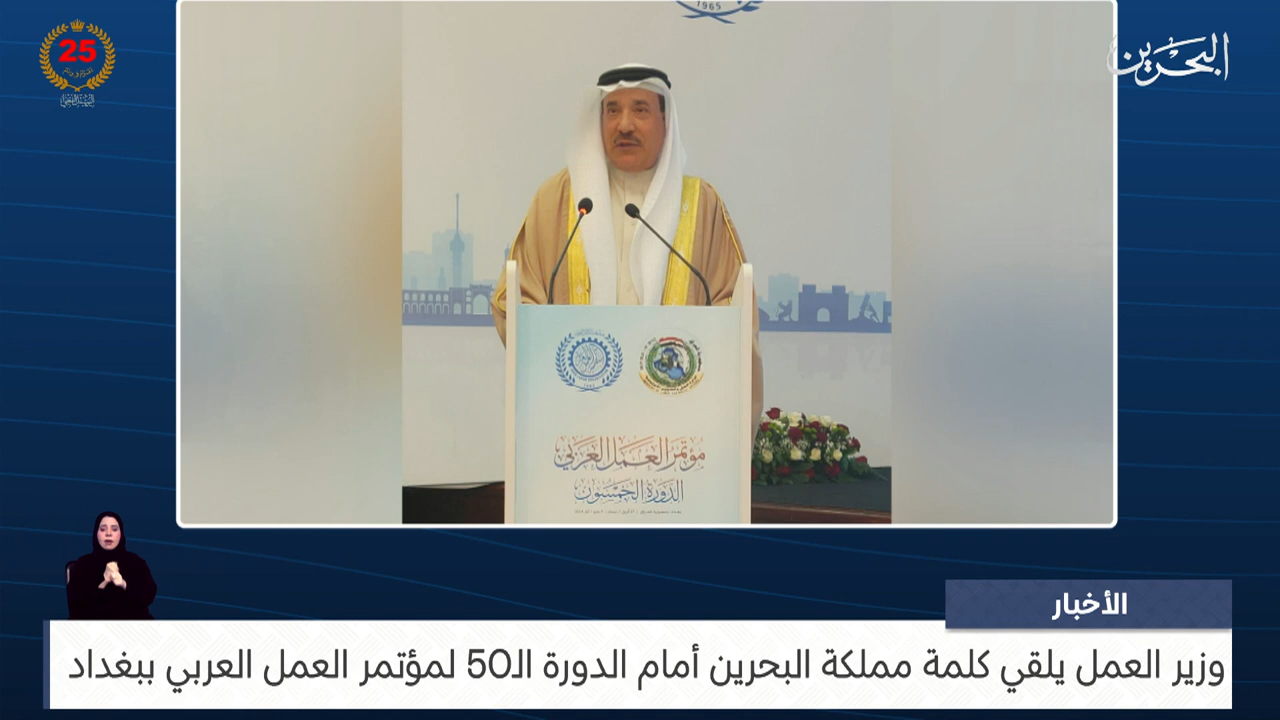 1965
25
البحرين
مؤتمر العمل العربي
الدورة الخمسون
الأخبار
وزير العمل يلقي كلمة مملكة البحرين أمام الدورة الـ50 لمؤتمر العمل العربي ببغداد